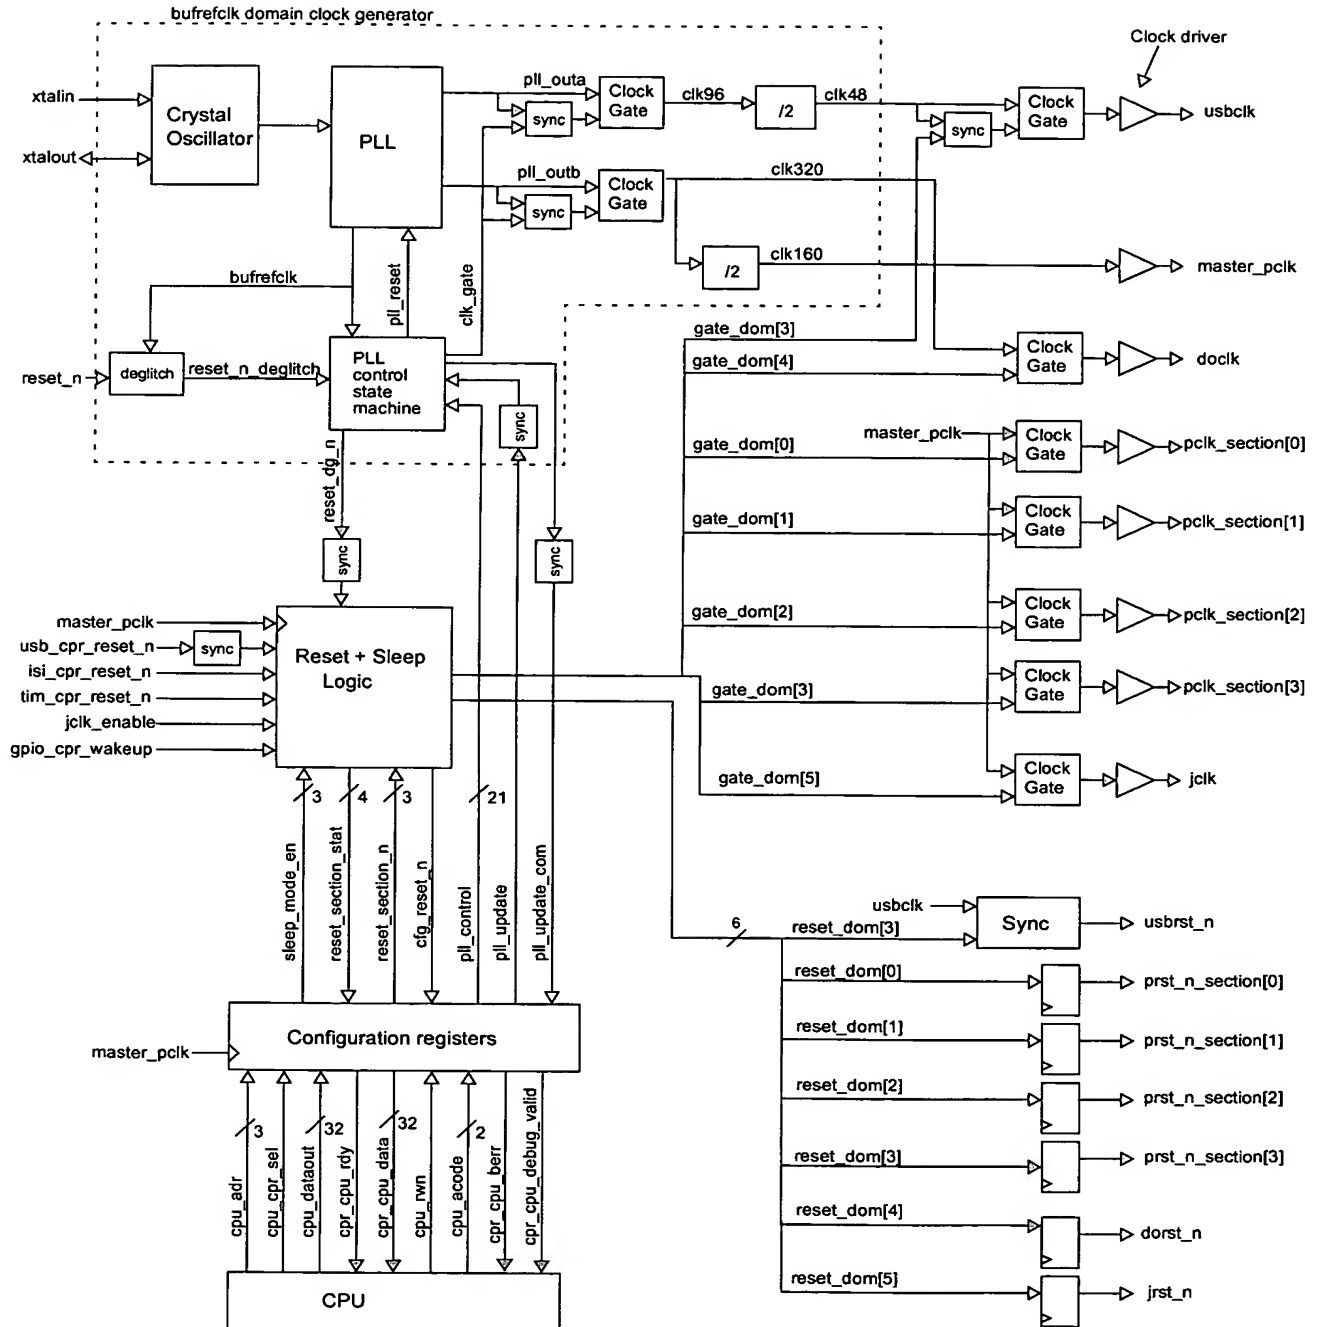 bufrefclk domain clock generator
Clock driver
xtalin
xtalout
Crystal
Oscillator
PLL
pll_outa
sync
Clock
Gate
clk96
/2
clk48
sync
Clock
Gate
usbclk
pll_outb
sync
Clock
Gate
clk320
/2
clk160
master_pclk
bufrefclk
pll_reset
clk_gate
reset_n
deglitch
reset_n_deglitch
PLL
control
state
machine
sync
gate_dom[3]
gate_dom[4]
Clock
Gate
doclk
master_pclk
gate_dom[0]
Clock
Gate
pclk_section[0]
gate_dom[1]
Clock
Gate
pclk_section[1]
gate_dom[2]
Clock
Gate
pclk_section[2]
gate_dom[3]
Clock
Gate
pclk_section[3]
gate_dom[5]
Clock
Gate
jclk
reset_dg_n
sync
sync
master_pclk
usb_cpr_reset_n
sync
isi_cpr_reset_n
tim_cpr_reset_n
jclk_enable
gpio_cpr_wakeup
Reset + Sleep
Logic
3
4
3
21
sleep_mode_en
reset_section_stat
reset_section_n
cfg_reset_n
pll_control
pll_update
pll_update_com
6
usbclk
reset_dom[3]
Sync
usbrst_n
reset_dom[0]
prst_n_section[0]
reset_dom[1]
prst_n_section[1]
reset_dom[2]
prst_n_section[2]
reset_dom[3]
prst_n_section[3]
reset_dom[4]
dorst_n
reset_dom[5]
jrst_n
master_pclk
Configuration registers
3
32
32
2
cpu_adr
cpu_cpr_sel
cpu_dataout
cpr_cpu_rdy
cpr_cpu_data
cpu_rwn
cpu_acode
cpr_cpu_berr
cpr_cpu_debug_valid
CPU